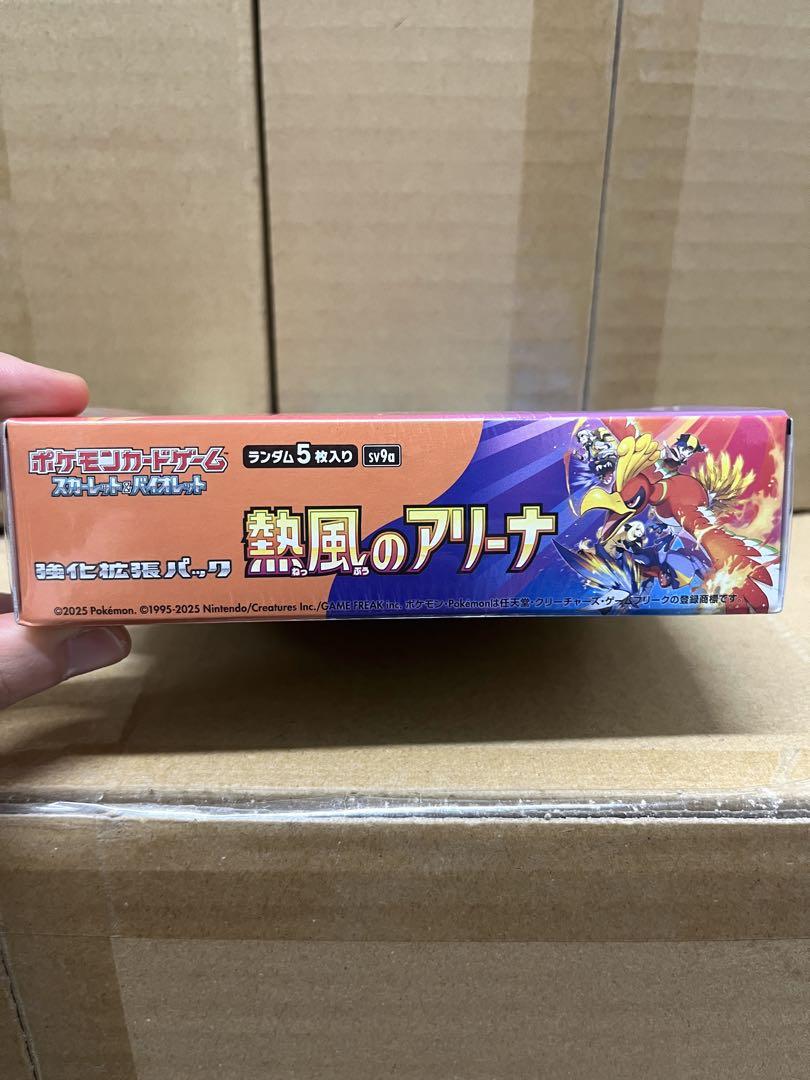 ポケモンカードゲーム™
スカーレット&バイオレット
ランダム5枚入り sv9a
強化拡張パック 熱風のアリーナ
ねっ ぷう
©2025 Pokémon. ©1995-2025 Nintendo/Creatures Inc./GAME FREAK inc. ポケモン・Pokémonは任天堂・クリーチャーズ・ゲームフリークの登録商標です。